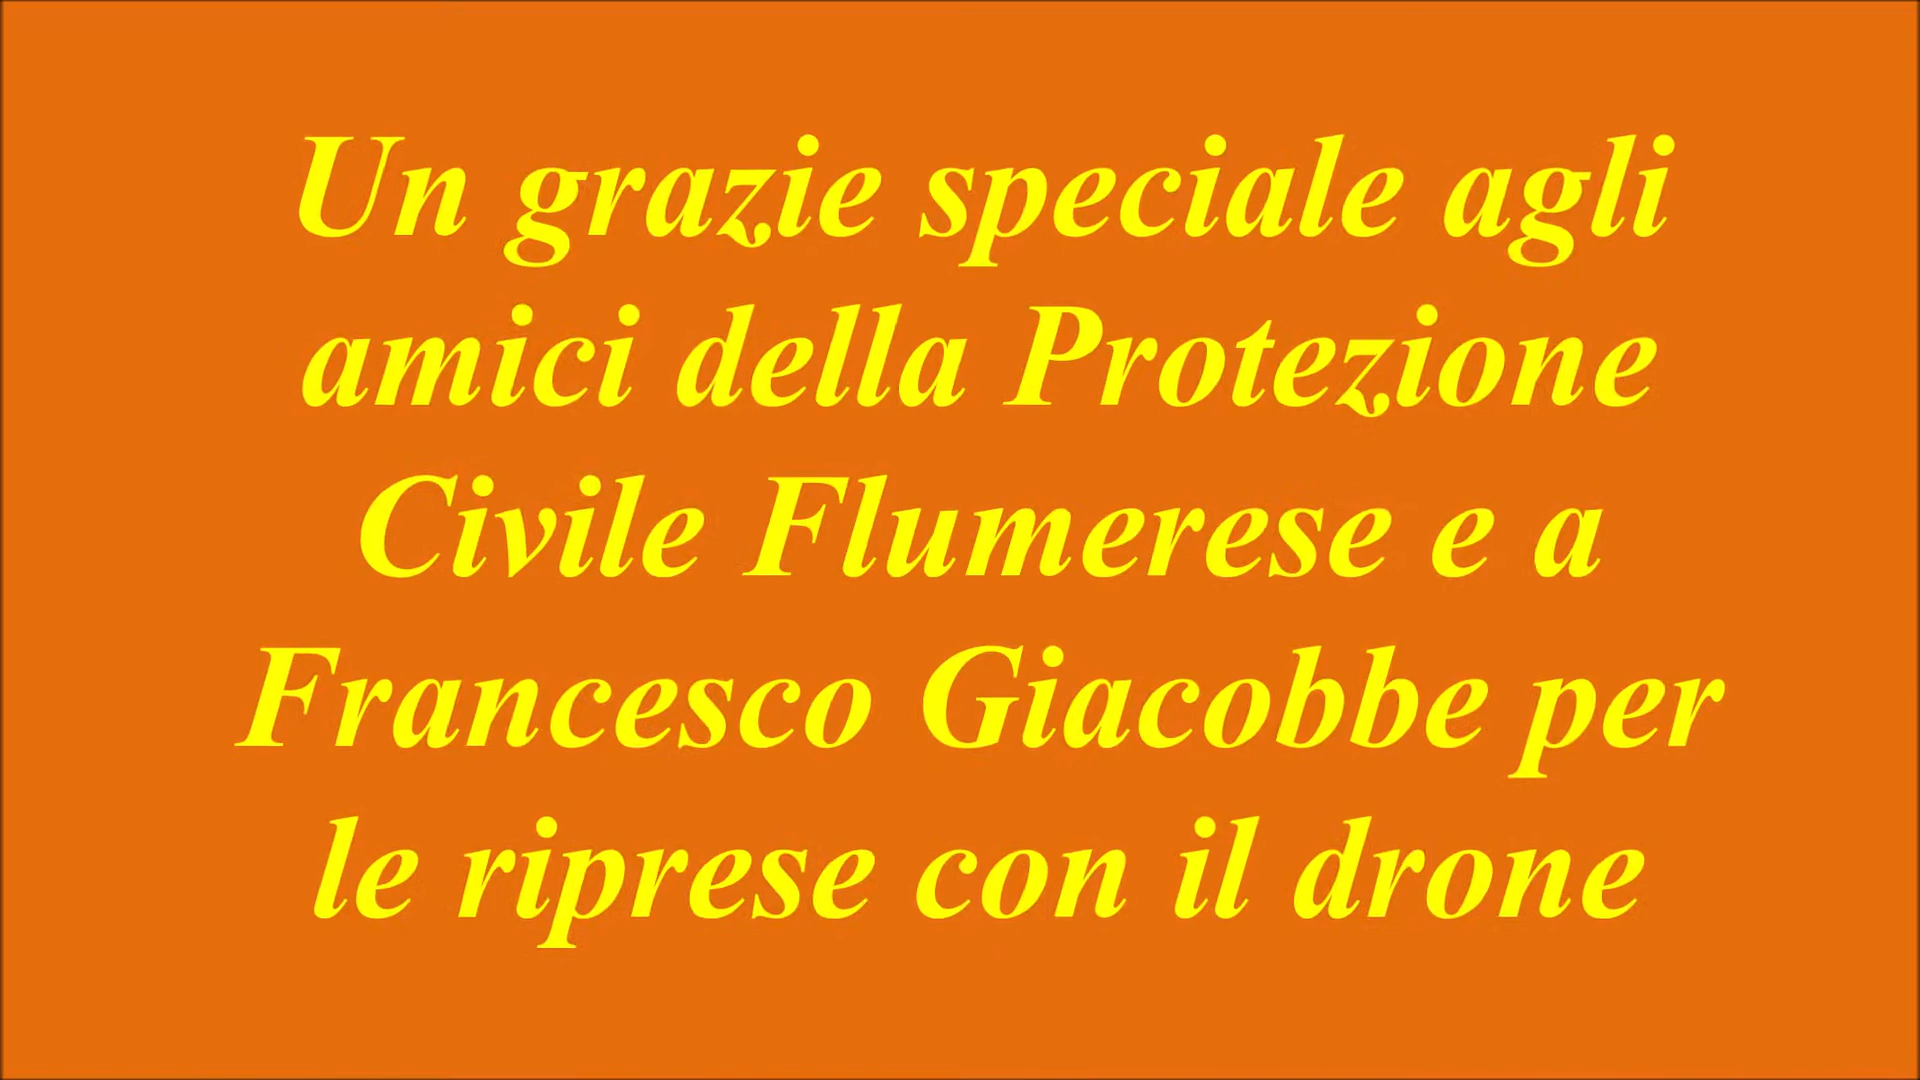 Un grazie speciale agli
amici della Protezione
Civile Flumerese e a
Francesco Giacobbe per
le riprese con il drone